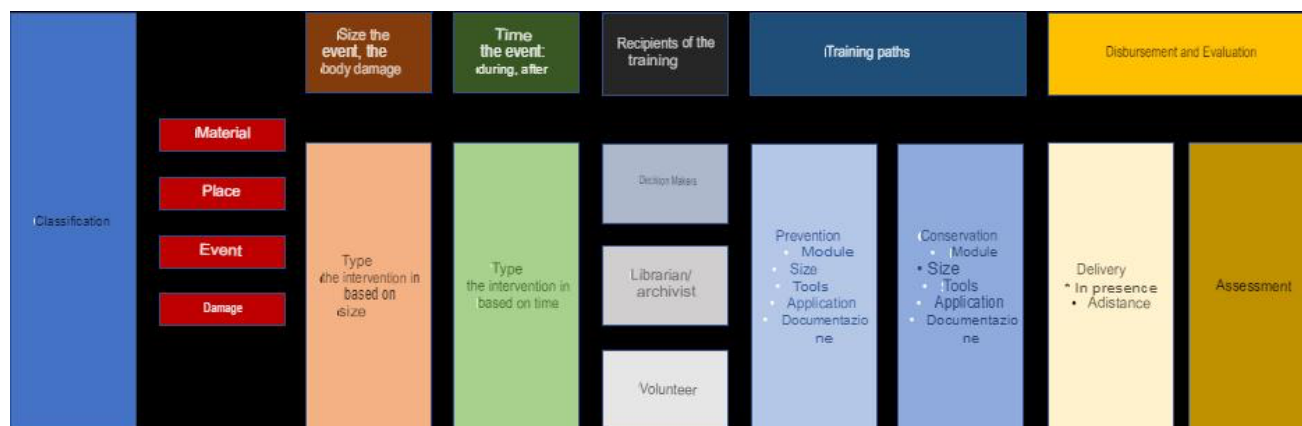 Classification
Material
Place
Event
Damage
Size the
event, the
body damage
Type
the intervention in
based on
size
Time
the event:
during, after
Type
the intervention in
based on time
Recipients of the
training
Decision Makers
Librarian/
archivist
Volunteer
Training paths
Prevention
• Module
• Size
• Tools
• Application
• Documentazio
ne
Conservation
• Module
• Size
• Tools
• Application
• Documentazio
ne
Disbursement and Evaluation
Delivery
* In presence
• Adistance
Assessment